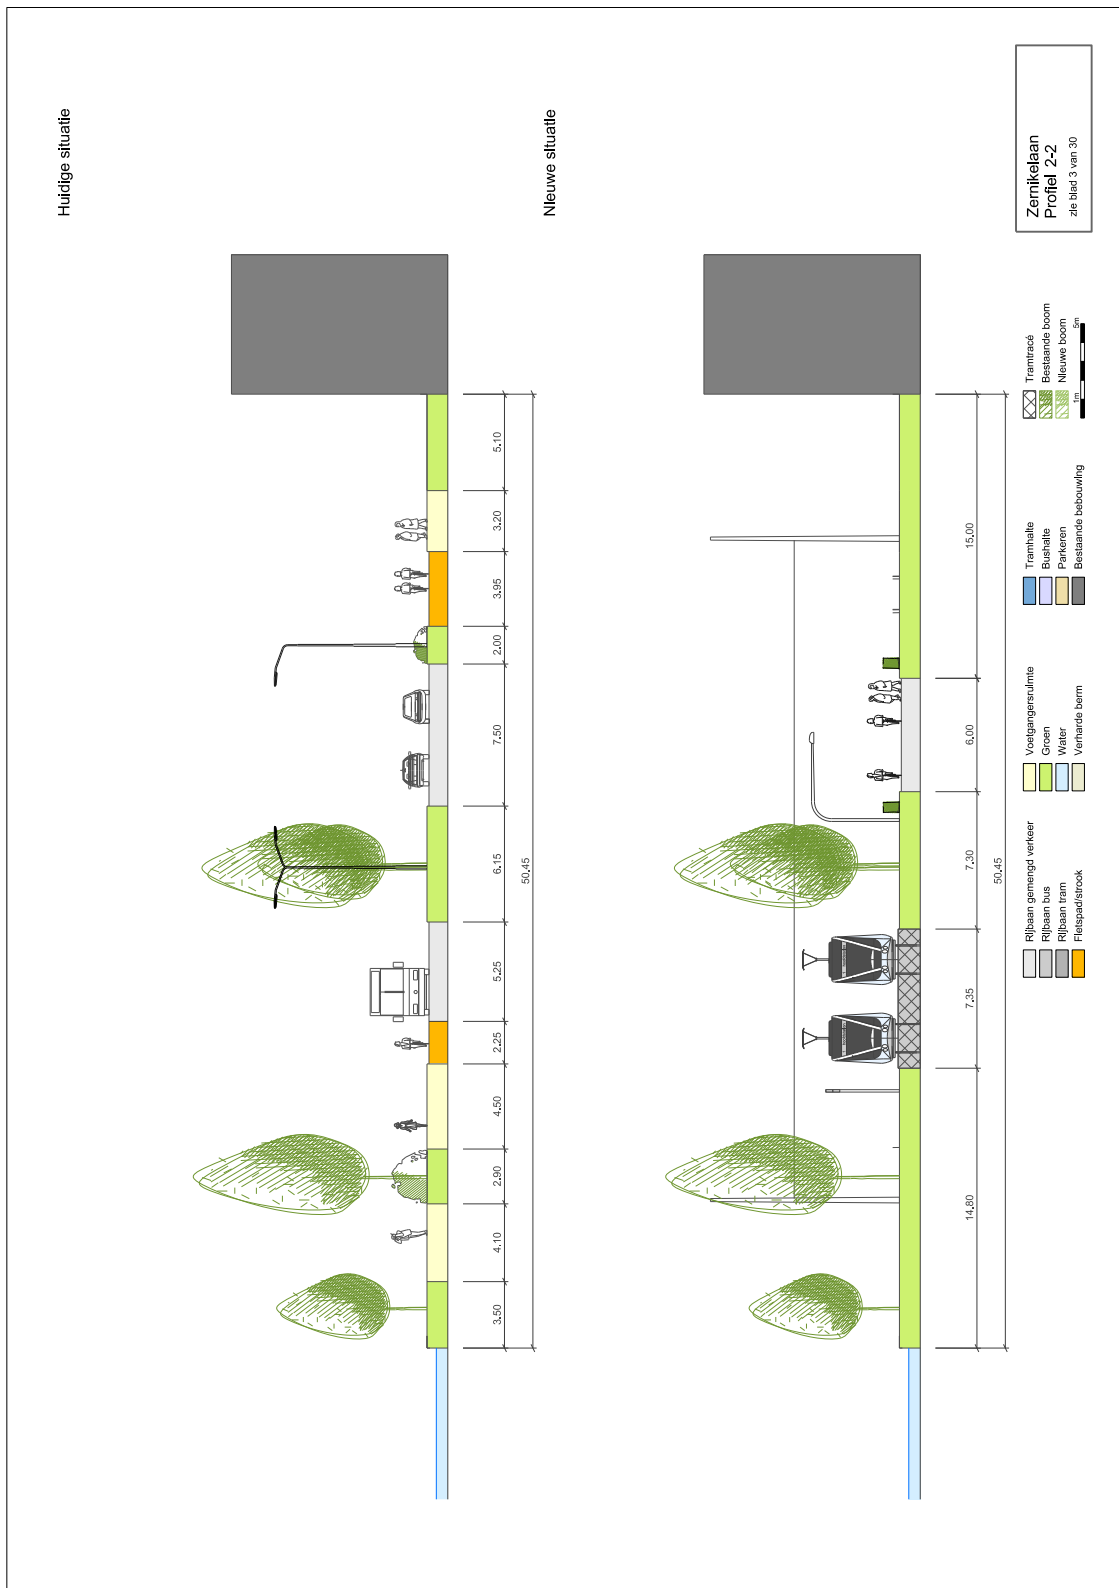 Huidige situatie
3.50
4.10
2.90
4.50
2.25
5.25
6.15
7.50
2.00
3.95
3.20
5.10
50.45
Nieuwe situatie
14.80
7.35
7.30
6.00
15.00
50.45
Rijbaan gemengd verkeer
Rijbaan bus
Rijbaan tram
Fietspad/strook
Voetgangersruimte
Groen
Water
Verharde berm
Tramhalte
Bushalte
Parkeren
Bestaande bebouwing
Tramtracé
Bestaande boom
Nieuwe boom
1m 5m
Zernikelaan
Profiel 2-2
zie blad 3 van 30